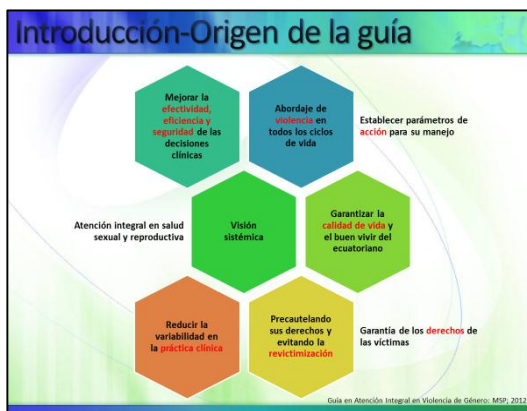 Introducción-Origen de la guía
Mejorar la
efectividad,
eficiencia y
seguridad de las
decisiones
clínicas
Abordaje de
violencia en
todos los ciclos
de vida
Establecer parámetros de
acción para su manejo
Atención integral en salud
sexual y reproductiva
Visión
sistémica
Garantizar la
calidad de vida y
el buen vivir del
ecuatoriano
Reducir la
variabilidad en
la práctica clínica
Precautelando
sus derechos y
evitando la
revictimización
Garantía de los derechos de
las víctimas
Guía en Atención Integral en Violencia de Género: MSP; 2012